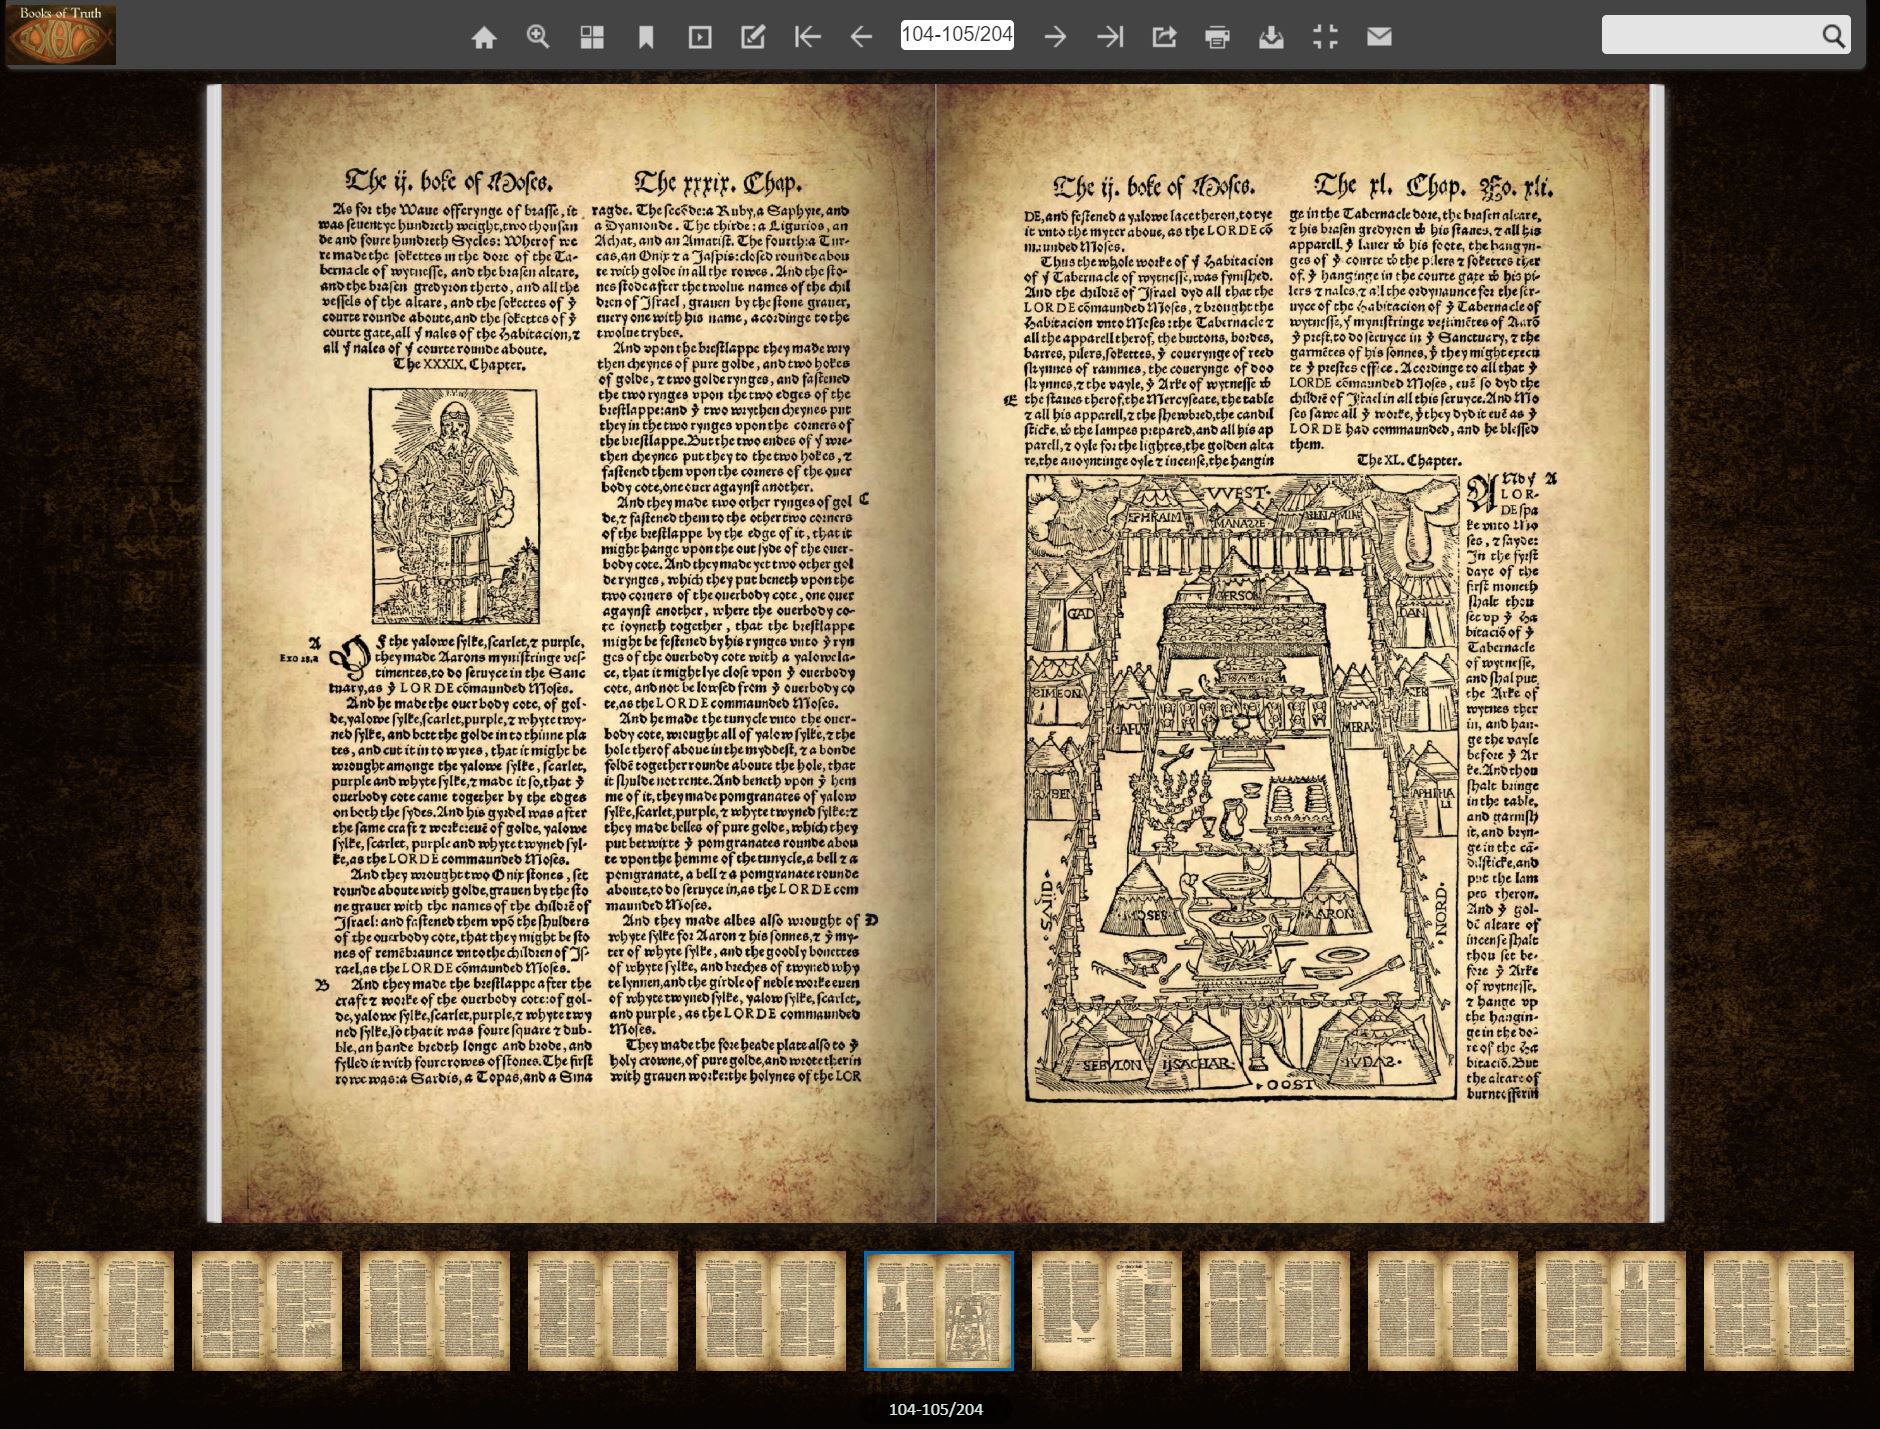 Books of Truth
104-105/204
The ij. boke of Moses.
The xxxix. Chap.
As for the Waue offerynge of brasse, it
was seuentye hundreth weight, two thousan
de and foure hundreth Sycles: Wherof we
re made the sokettes in the dore of the Ta-
bernacle of wytnesse, and the brasen altare,
and the brasen gredyron therto, and all the
vessels of the altare, and the sokettes of yͤ
courte rounde aboute, and the sokettes of yͤ
courte gate, all yͤ nales of the Habitacion, ⁊
all yͤ nales of yͤ courte rounde aboute.
The XXXIX. Chapter.
A
Exo 28.a
Of the yalowe sylke, scarlet, ⁊ purple,
they made Aarons mynistringe ves-
timentes, to do seruyce in the Sanc
tuary, as yͤ LORDE cõmaunded Moses.
And he made the ouer body cote, of gol-
de, yalowe sylke, scarlet, purple, ⁊ whyte twy-
ned sylke, and bett the golde in to thinne pla
tes, and cut it in to wyres, that it might be
wrought amonge the yalowe sylke, scarlet,
purple and whyte sylke, ⁊ made it so, that yͤ
ouerbody cote came together by the edges
on both the sydes. And his gyrdel was after
the same craft ⁊ worke: euẽ of golde, yalowe
sylke, scarlet, purple and whyte twyned syl-
ke, as the LORDE commaunded Moses.
And they wrought two Onix stones, set
rounde aboute with golde, grauen by the sto
ne grauer with the names of the childrẽ of
Israel: and fastened them vpõ the shulders
of the ouerbody cote, that they might be sto
nes of remẽbraunce vnto the children of Is-
rael, as the LORDE cõmaunded Moses.
B
And they made the brestlappe after the
craft ⁊ worke of the ouerbody cote: of gol-
de, yalowe sylke, scarlet, purple, ⁊ whyte twy
ned sylke, so that it was foure square ⁊ dub-
ble, an hande bredth longe and brode, and
fylled it with foure rowes of stones. The first
rowe was: a Sardis, a Topas, and a Sma
ragde. The secõde: a Ruby, a Saphyre, and
a Dyamonde. The thirde: a Ligurios, an
Achat, and an Amatist. The fourth: a Tur-
cas, an Onix ⁊ a Jaspis: closed rounde abou
te with golde in all the rowes. And the sto-
nes stode after the twolue names of the chil
dren of Israel, grauen by the stone grauer,
euery one with his name, acordinge to the
twolue trybes.
And vpon the brestlappe they made wry
then cheynes of pure golde, and two hokes
of golde, ⁊ two golde rynges, and fastened
the two rynges vpon the two edges of the
brestlappe: and yͤ two wrythen cheynes put
they in the two rynges vpon the corners of
the brestlappe. But the two endes of yͤ wre-
then cheynes put they to the two hokes, ⁊
fastened them vpon the corners of the ouer
body cote, one ouer agaynst another.
C
And they made two other rynges of gol
de, ⁊ fastened them to the other two corners
of the brestlappe by the edge of it, that it
might hange vpon the out syde of the ouer-
body cote. And they made yet two other gol
de rynges, which they put beneth vpon the
two corners of the ouerbody cote, one ouer
agaynst another, where the ouerbody co-
te ioyneth together, that the brestlappe
might be festened by his rynges vnto yͤ ryn
ges of the ouerbody cote with a yalowe la-
ce, that it might lye close vpon yͤ ouerbody
cote, and not be lowsed from yͤ ouerbody co
te, as the LORDE commaunded Moses.
And he made the tunycle vnto the ouer-
body cote, wrought all of yalow sylke, ⁊ the
hole therof aboue in the myddest, ⁊ a bonde
foldẽ together rounde aboute the hole, that
it shulde not rente. And beneth vpon yͤ hem
me of it, they made pomgranates of yalow
sylke, scarlet, purple, ⁊ whyte twyned sylke: ⁊
they made belles of pure golde, which they
put betwixte yͤ pomgranates rounde abou
te vpon the hemme of the tunycle, a bell ⁊ a
pomgranate, a bell ⁊ a pomgranate rounde
aboute, to do seruyce in, as the LORDE com
maunded Moses.
D
And they made albes also wrought of
whyte sylke for Aaron ⁊ his sonnes, ⁊ yͤ my-
ter of whyte sylke, and the goodly bonettes
of whyte sylke, and breches of twyned why
te lynnen, and the girdle of nedle worke euen
of whyte twyned sylke, yalow sylke, scarlet,
and purple, as the LORDE commaunded
Moses.
They made the fore heade plate also to yͤ
holy crowne, of pure golde, and wrote therin
with grauen worke: the holynes of the LOR
The ij. boke of Moses.
The xl. Chap. Fo. xli.
DE, and festened a yalowe lace theron, to tye
it vnto the myter aboue, as the LORDE cõ
maunded Moses.
Thus the whole worke of yͤ Habitacion
of yͤ Tabernacle of wytnesse, was fynished.
And the childrẽ of Israel dyd all that the
LORDE cõmaunded Moses, ⁊ brought the
Habitacion vnto Moses: the Tabernacle ⁊
all the apparell therof, the buttons, bordes,
barres, pilers, sokettes, yͤ couerynge of reed
skynnes of rammes, the couerynge of doo
skynnes, ⁊ the vayle, yͤ Arke of wytnesse wͭ
E
the staues therof, the Mercyseate, the table
⁊ all his apparell, ⁊ the shewbred, the candil
sticke, wͭ the lampes prepared, and all his ap
parell, ⁊ oyle for the lightes, the golden alta
re, the anoyntinge oyle ⁊ incense, the hangin
ge in the Tabernacle dore, the brasen altare,
⁊ his brasen gredyron wͭ his staues, ⁊ all his
apparell, yͤ lauer wͭ his foote, the hangyn-
ges of yͤ courte wͭ the pilers ⁊ sokettes ther
of, yͤ hanginge in the courte gate wͭ his pi-
lers ⁊ nales, ⁊ all the ordynaunce for the ser-
uyce of the Habitacion of yͤ Tabernacle of
wytnesse, yͤ mynistringe vestimẽtes of Aarõ
yͤ prest, to do seruyce in yͤ Sanctuary, ⁊ the
garmẽtes of his sonnes, yͤ they might execu
te yͤ prestes office. Acordinge to all that yͤ
LORDE cõmaunded Moses, euẽ so dyd the
childrẽ of Israel in all this seruyce. And Mo
ses sawe all yͤ worke, yͤ they dyd it euẽ as yͤ
LORDE had commaunded, and he blessed
them.
The XL. Chapter.
VVEST
EPHRAIM
MANASSE
GERSON
GAD
DAN
SIMEON
MERA
RVBEN
MOSES
AARON
SVID
NORD
SEBVLON
IISACHAR
IVDAS
OOST
A
And yͤ
LOR-
DE spa
ke vnto Mo
ses, ⁊ sayde:
In the fyrst
daye of the
first moneth
shalt thou
set vp yͤ Ha
bitaciõ of yͤ
Tabernacle
of wytnesse,
and shal put
the Arke of
wytnes ther
in, and han-
ge the vayle
before yͤ Ar
ke. And thou
shalt bringe
in the table,
and garnish
it, and bryn-
ge in the cã-
dilsticke, and
put the lam
pes theron.
And yͤ gol-
dẽ altare of
incense shalt
thou set be-
fore yͤ Arke
of wytnesse,
⁊ hange vp
the hangin-
ge in the do-
re of the Ha
bitaciõ. But
the altare of
burntofferin
104-105/204